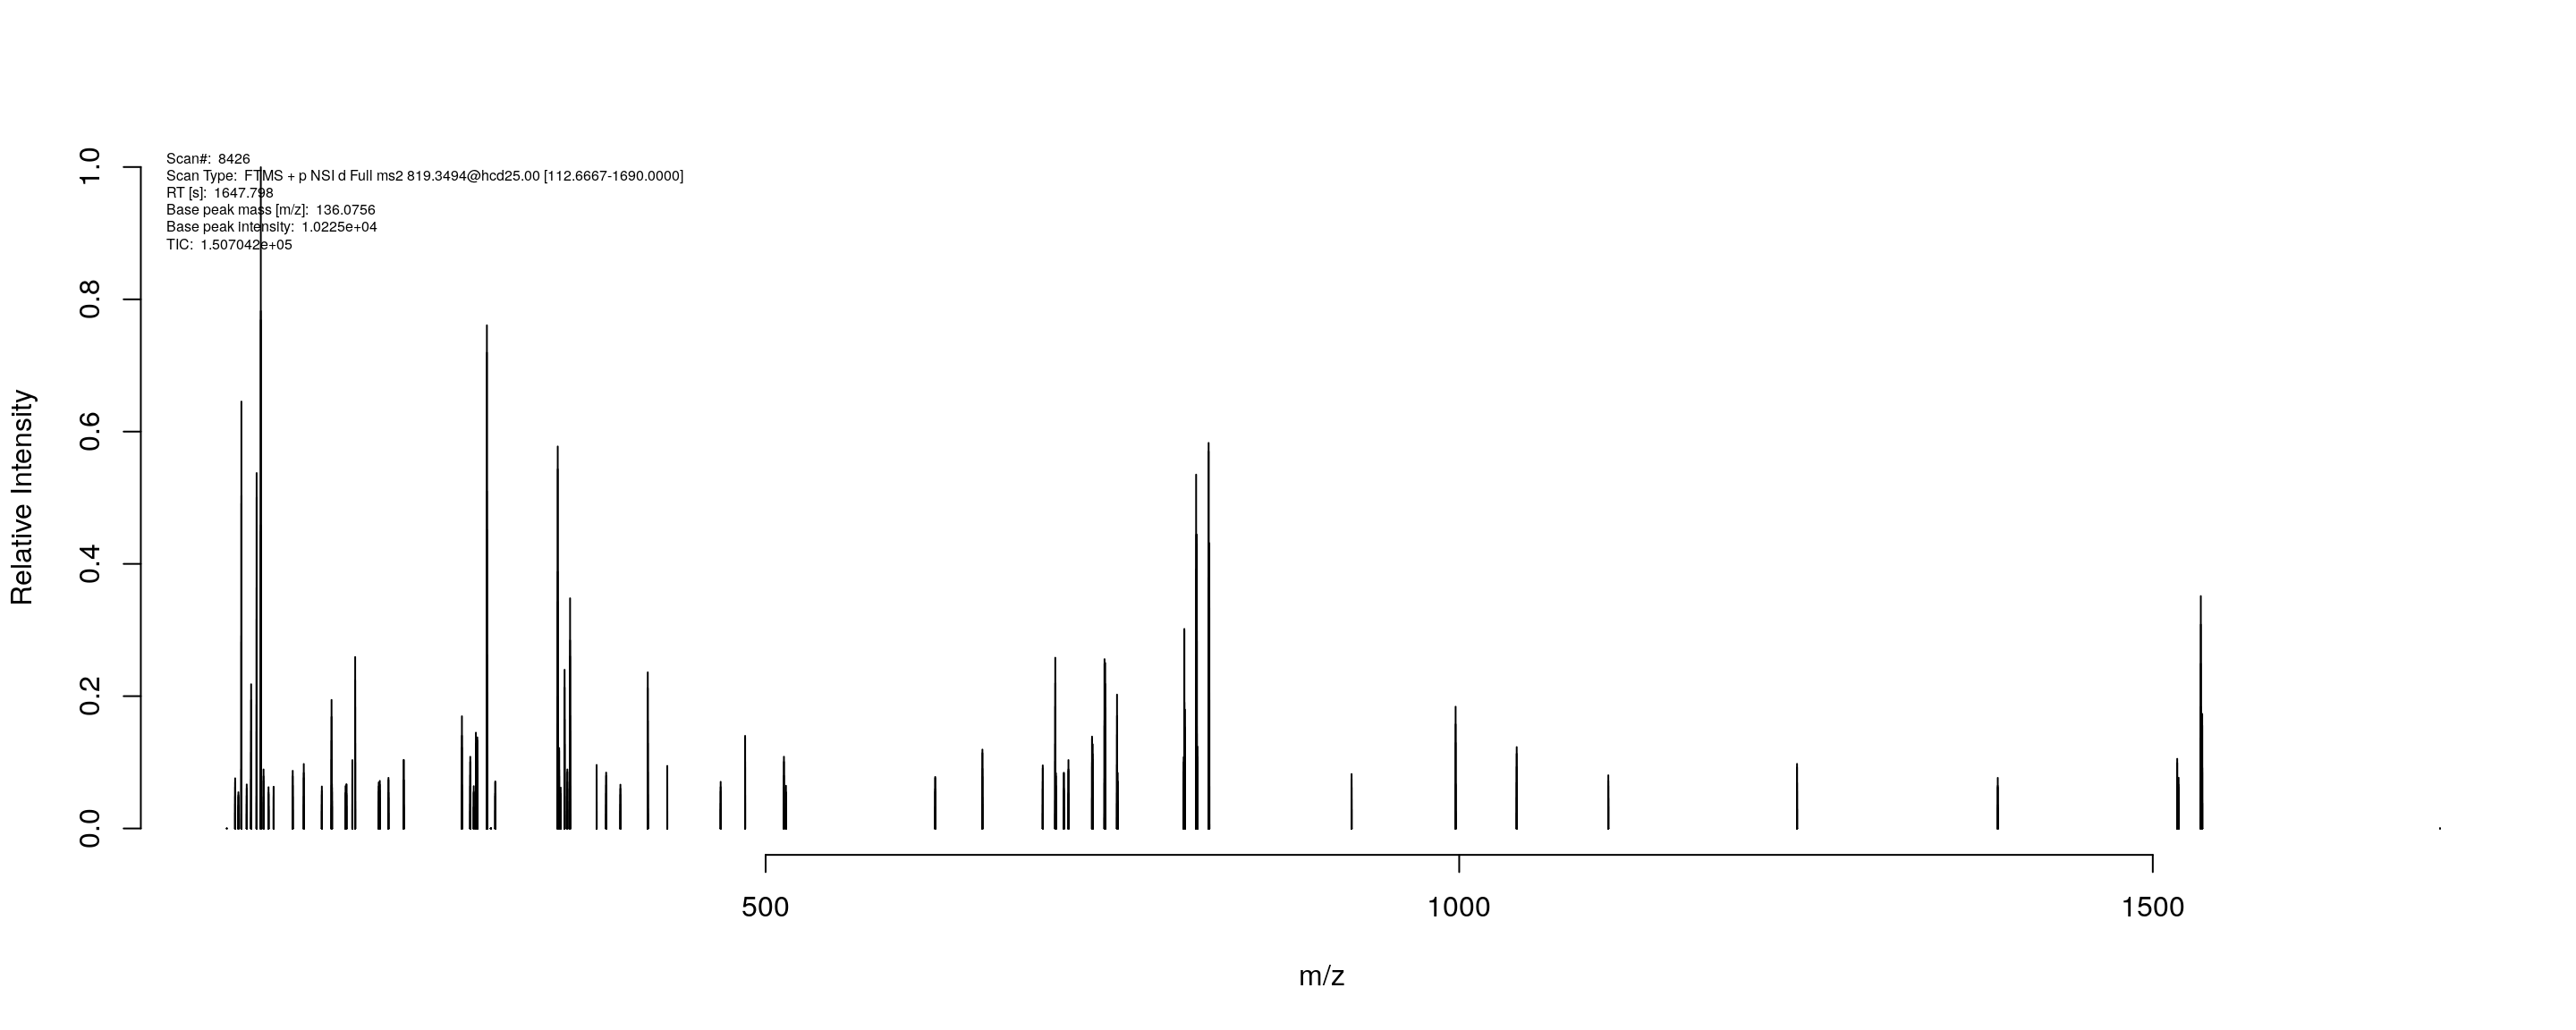 Scan#: 8426
Scan Type: FTMS + p NSI d Full ms2 819.3494@hcd25.00 [112.6667-1690.0000]
RT [s]: 1647.798
Base peak mass [m/z]: 136.0756
Base peak intensity: 1.0225e+04
TIC: 1.507042e+05
1.0
0.8
0.6
0.4
0.2
0.0
Relative Intensity
500 1000 1500
m/z